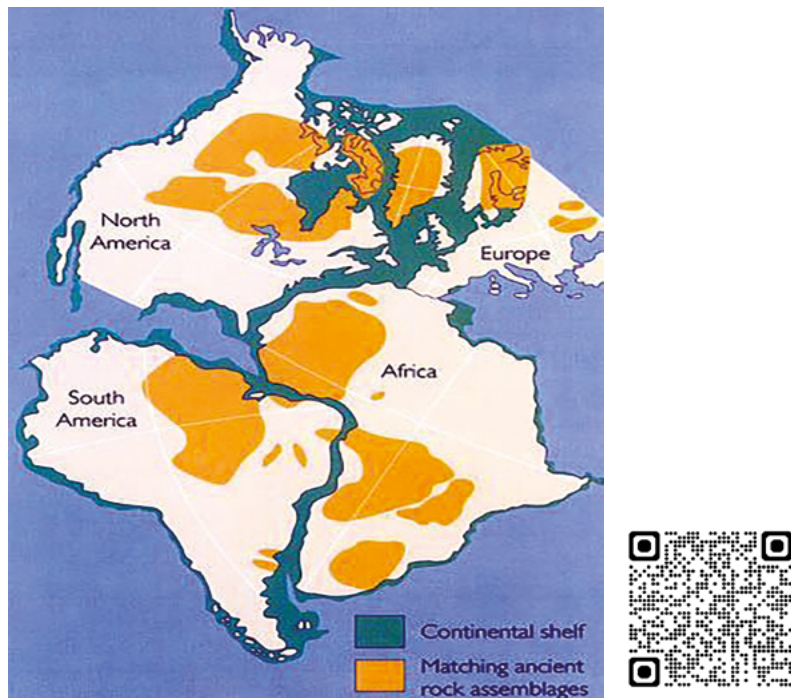 North
America
Europe
Africa
South
America
Continental shelf
Matching ancient
rock assemblages